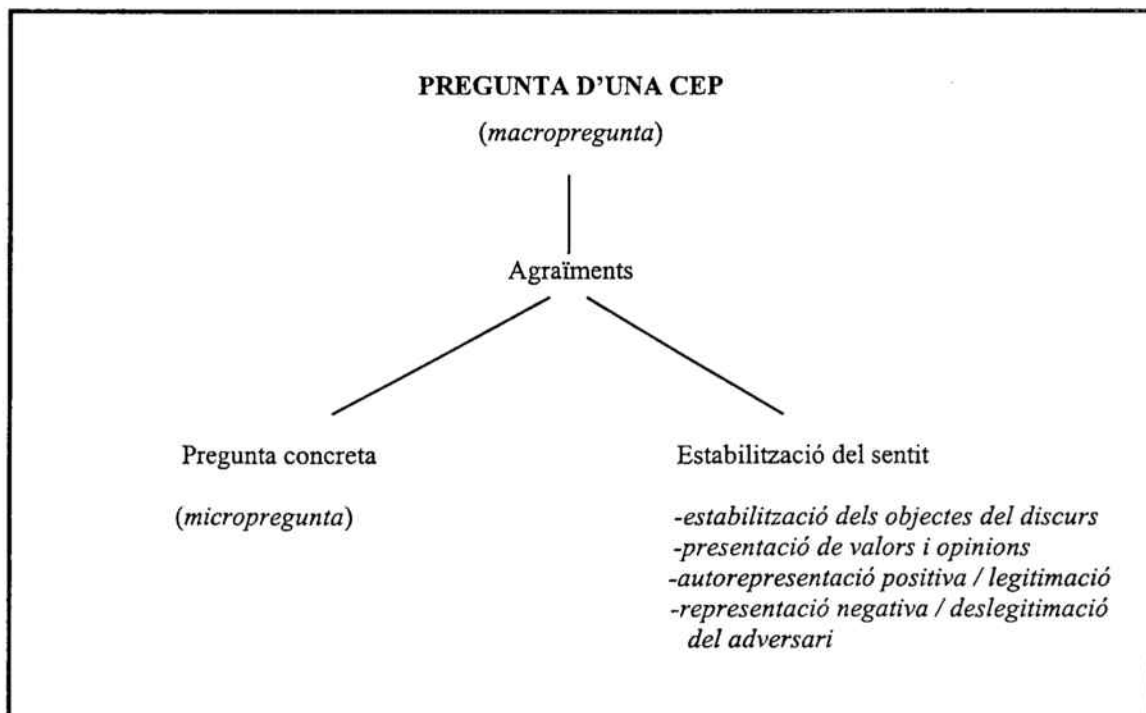 PREGUNTA D'UNA CEP
(macropregunta)
Agraïments
Pregunta concreta
(micropregunta)
Estabilització del sentit
-estabilització dels objectes del discurs
-presentació de valors i opinions
-autorepresentació positiva / legitimació
-representació negativa / deslegitimació
del adversari